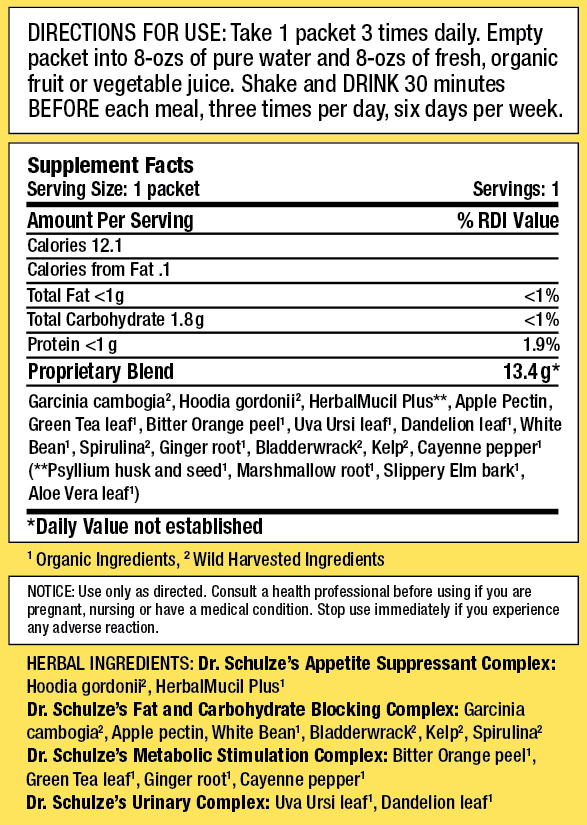 DIRECTIONS FOR USE: Take 1 packet 3 times daily. Empty
packet into 8-ozs of pure water and 8-ozs of fresh, organic
fruit or vegetable juice. Shake and DRINK 30 minutes
BEFORE each meal, three times per day, six days per week.
Supplement Facts
Serving Size: 1 packet Servings: 1
Amount Per Serving % RDI Value
Calories 12.1
Calories from Fat .1
Total Fat <1g <1%
Total Carbohydrate 1.8g <1%
Protein <1g 1.9%
Proprietary Blend 13.4g*
Garcinia cambogia², Hoodia gordonii², HerbalMucil Plus**, Apple Pectin,
Green Tea leaf¹, Bitter Orange peel¹, Uva Ursi leaf¹, Dandelion leaf¹, White
Bean¹, Spirulina², Ginger root¹, Bladderwrack², Kelp², Cayenne pepper¹
(**Psyllium husk and seed¹, Marshmallow root¹, Slippery Elm bark¹,
Aloe Vera leaf¹)
*Daily Value not established
¹ Organic Ingredients, ² Wild Harvested Ingredients
NOTICE: Use only as directed. Consult a health professional before using if you are
pregnant, nursing or have a medical condition. Stop use immediately if you experience
any adverse reaction.
HERBAL INGREDIENTS: Dr. Schulze's Appetite Suppressant Complex:
Hoodia gordonii², HerbalMucil Plus¹
Dr. Schulze's Fat and Carbohydrate Blocking Complex: Garcinia
cambogia², Apple pectin, White Bean¹, Bladderwrack², Kelp², Spirulina²
Dr. Schulze's Metabolic Stimulation Complex: Bitter Orange peel¹,
Green Tea leaf¹, Ginger root¹, Cayenne pepper¹
Dr. Schulze's Urinary Complex: Uva Ursi leaf¹, Dandelion leaf¹